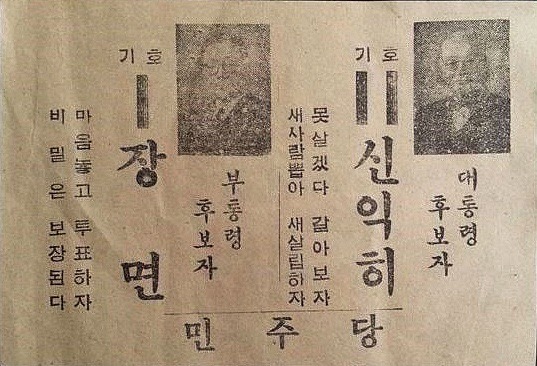 대통령
후보자
기호
II
신익히
못살겠다 갈아보자
새사람뽑아 새살림하자
부통령
후보자
기호
I
장면
마음놓고 투표하자
비밀은 보장된다
민주당